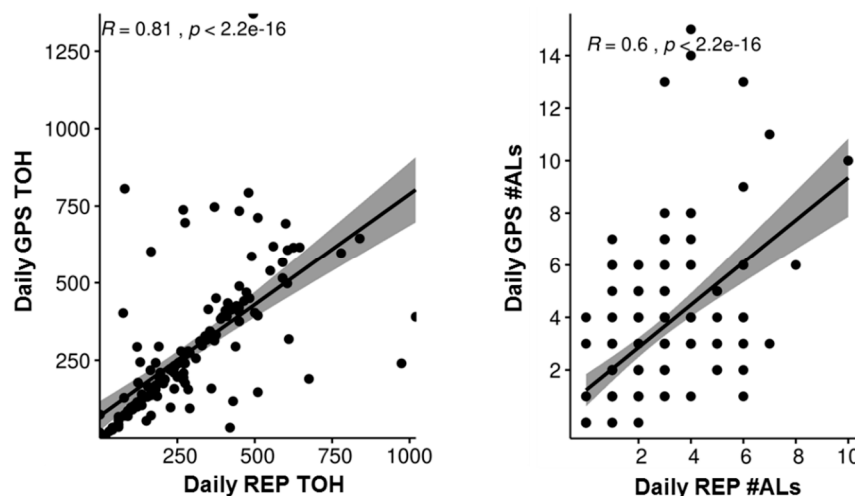 R = 0.81 , p < 2.2e-16
1250
1000
750
500
250
Daily GPS TOH
250 500 750 1000
Daily REP TOH
R = 0.6 , p < 2.2e-16
14
12
10
8
6
4
2
Daily GPS #ALs
2 4 6 8 10
Daily REP #ALs